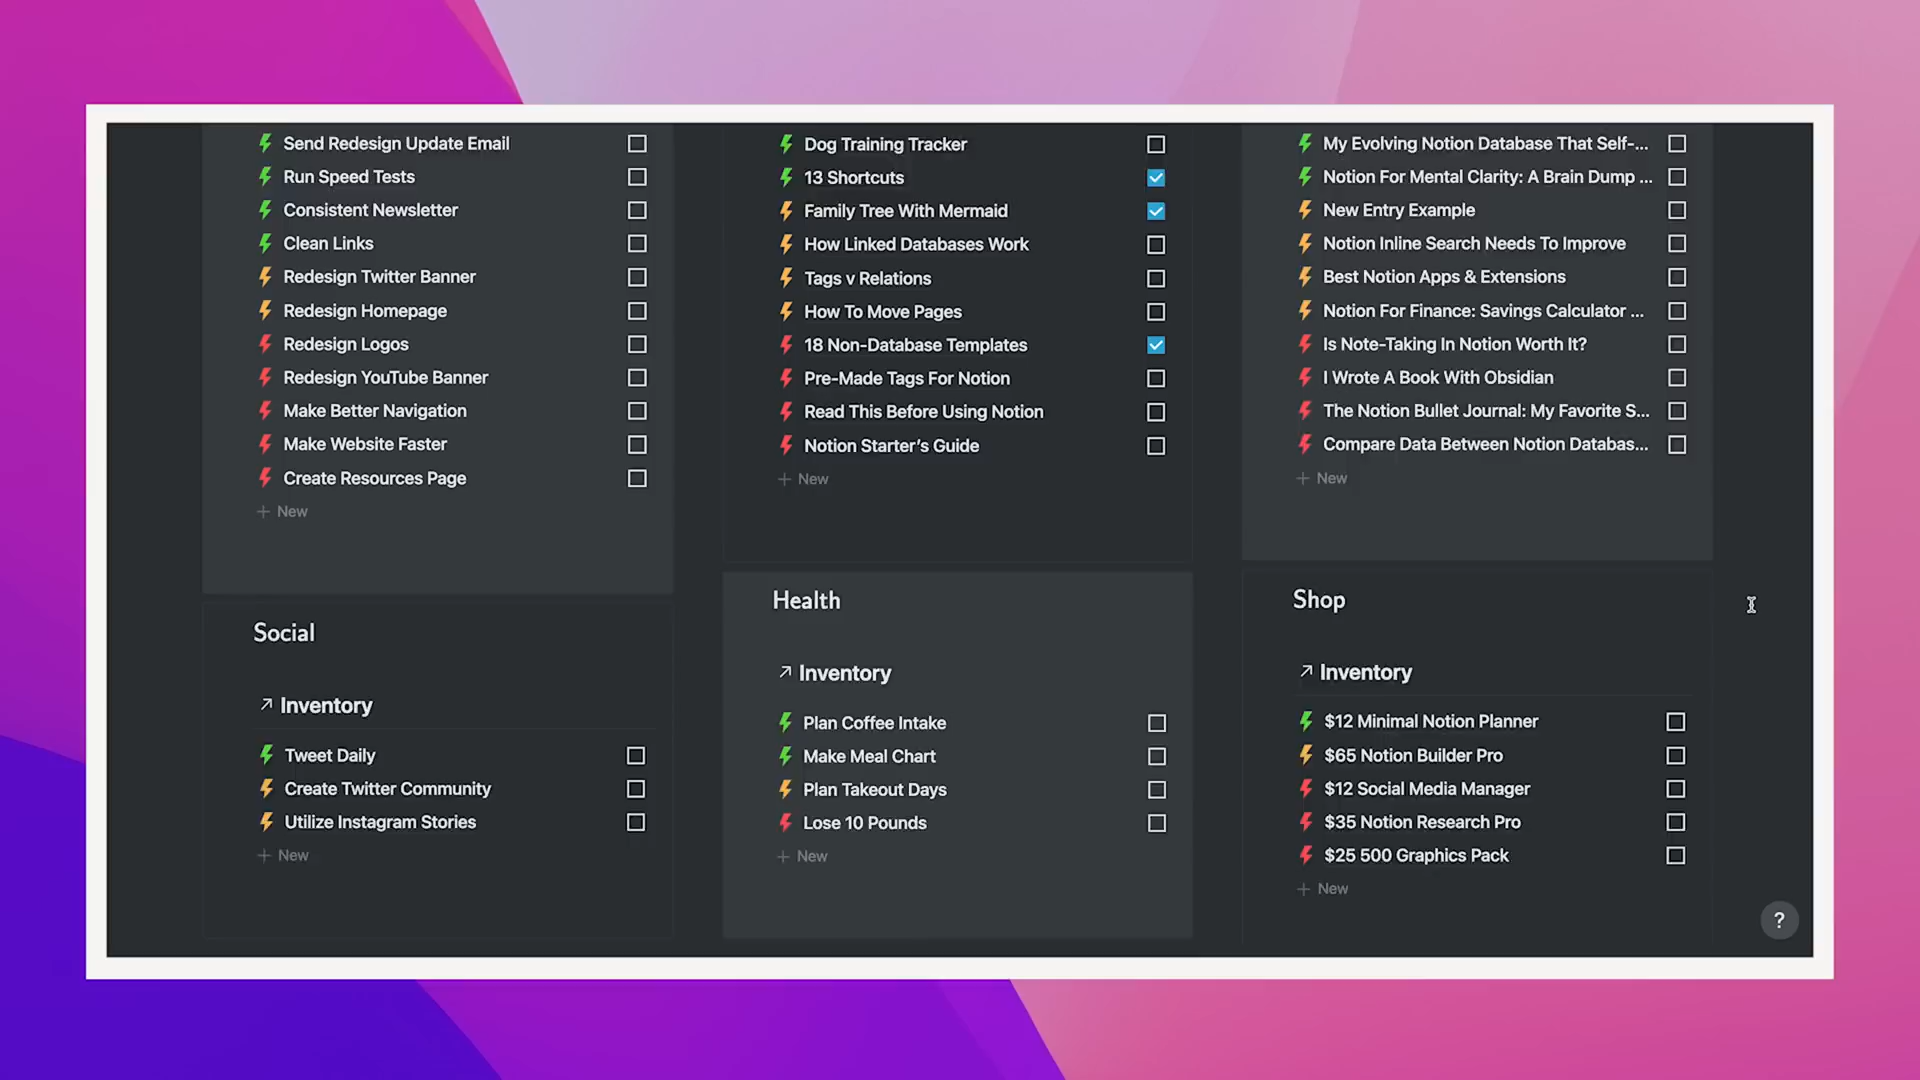 Send Redesign Update Email
Run Speed Tests
Consistent Newsletter
Clean Links
Redesign Twitter Banner
Redesign Homepage
Redesign Logos
Redesign YouTube Banner
Make Better Navigation
Make Website Faster
Create Resources Page
+ New
Social
↗ Inventory
Tweet Daily
Create Twitter Community
Utilize Instagram Stories
+ New
Dog Training Tracker
13 Shortcuts
Family Tree With Mermaid
How Linked Databases Work
Tags v Relations
How To Move Pages
18 Non-Database Templates
Pre-Made Tags For Notion
Read This Before Using Notion
Notion Starter’s Guide
+ New
Health
↗ Inventory
Plan Coffee Intake
Make Meal Chart
Plan Takeout Days
Lose 10 Pounds
+ New
My Evolving Notion Database That Self-...
Notion For Mental Clarity: A Brain Dump ...
New Entry Example
Notion Inline Search Needs To Improve
Best Notion Apps & Extensions
Notion For Finance: Savings Calculator ...
Is Note-Taking In Notion Worth It?
I Wrote A Book With Obsidian
The Notion Bullet Journal: My Favorite S...
Compare Data Between Notion Databas...
+ New
Shop
↗ Inventory
$12 Minimal Notion Planner
$65 Notion Builder Pro
$12 Social Media Manager
$35 Notion Research Pro
$25 500 Graphics Pack
+ New
?